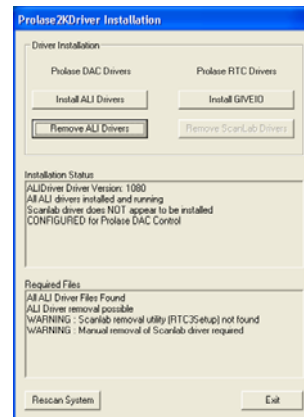 Prolase2KDriver Installation
Driver Installation
Prolase DAC Drivers
Prolase RTC Drivers
Install ALI Drivers
Install GIVEIO
Remove ALI Drivers
Remove ScanLab Drivers
Installation Status
ALIDriver Driver Version: 1080
All ALI drivers installed and running
Scanlab driver does NOT appear to be installed
CONFIGURED for Prolase DAC Control
Required Files
All ALI Driver Files Found
ALI Driver removal possible
WARNING : Scanlab removal utility (RTC3Setup) not found
WARNING : Manual removal of Scanlab driver required
Rescan System
Exit